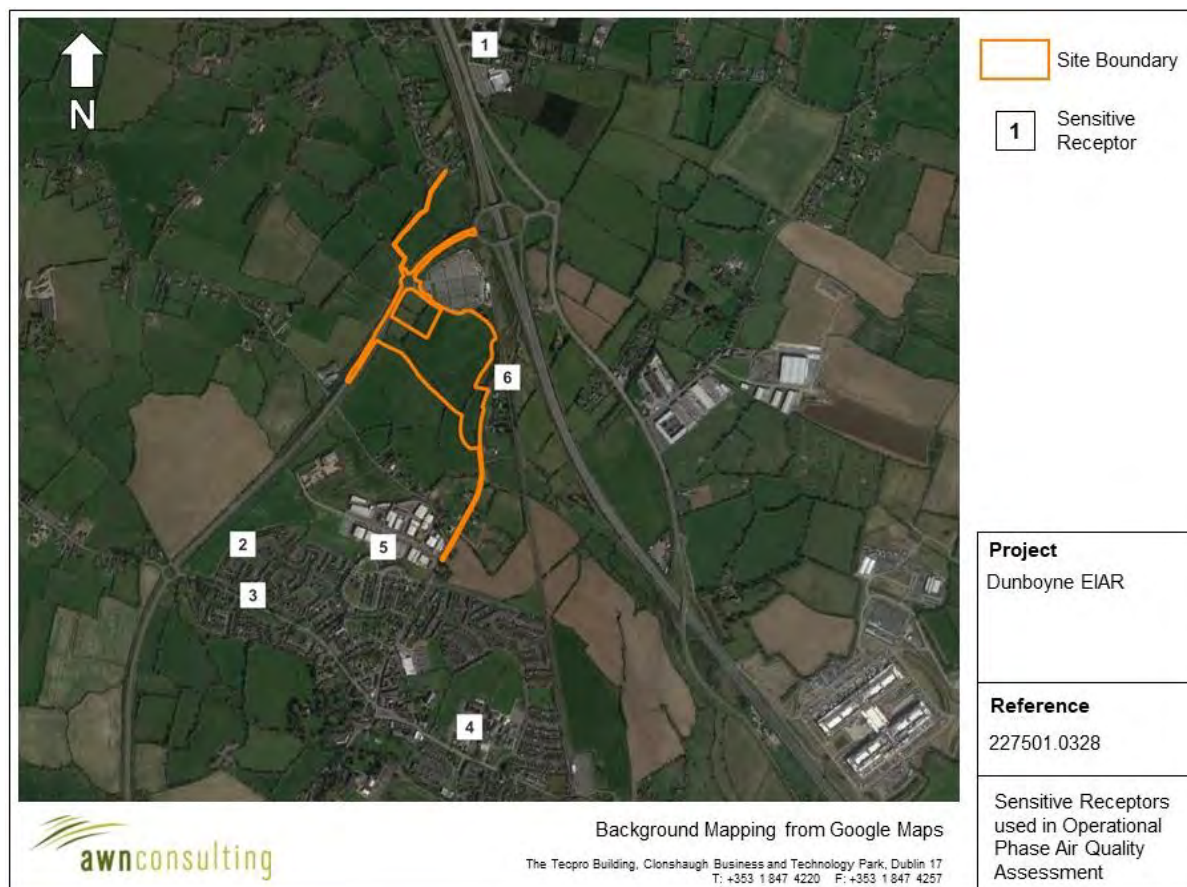 1
N
6
2
5
3
4
Site Boundary
1
Sensitive
Receptor
Project
Dunboyne EIAR
Reference
227501.0328
Sensitive Receptors
used in Operational
Phase Air Quality
Assessment
awnconsulting
Background Mapping from Google Maps
The Tecpro Building, Clonshaugh Business and Technology Park, Dublin 17
T: +353 1 847 4220 F: +353 1 847 4257